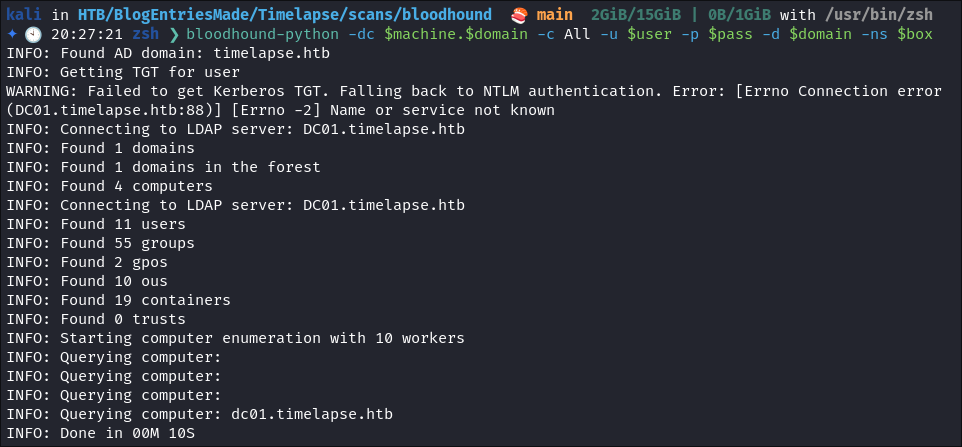 kali in HTB/BlogEntriesMade/Timelapse/scans/bloodhound 🍣 main 2GiB/15GiB | 0B/1GiB with /usr/bin/zsh
✦ 🕙 20:27:21 zsh ❯ bloodhound-python -dc $machine.$domain -c All -u $user -p $pass -d $domain -ns $box
INFO: Found AD domain: timelapse.htb
INFO: Getting TGT for user
WARNING: Failed to get Kerberos TGT. Falling back to NTLM authentication. Error: [Errno Connection error
(DC01.timelapse.htb:88)] [Errno -2] Name or service not known
INFO: Connecting to LDAP server: DC01.timelapse.htb
INFO: Found 1 domains
INFO: Found 1 domains in the forest
INFO: Found 4 computers
INFO: Connecting to LDAP server: DC01.timelapse.htb
INFO: Found 11 users
INFO: Found 55 groups
INFO: Found 2 gpos
INFO: Found 10 ous
INFO: Found 19 containers
INFO: Found 0 trusts
INFO: Starting computer enumeration with 10 workers
INFO: Querying computer:
INFO: Querying computer:
INFO: Querying computer:
INFO: Querying computer: dc01.timelapse.htb
INFO: Done in 00M 10S